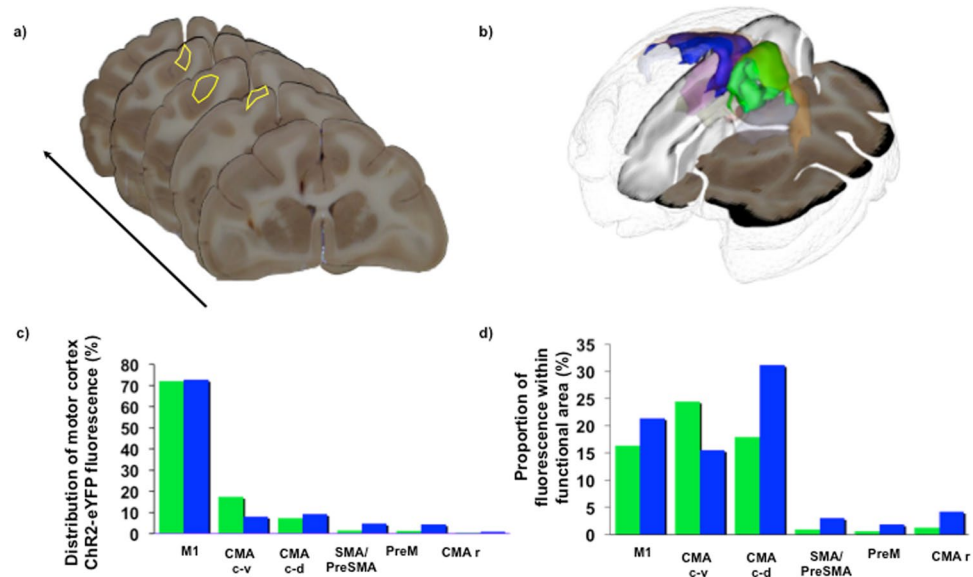 a)
b)
c)
Distribution of motor cortex
ChR2-eYFP fluorescence (%)
80
70
60
50
40
30
20
10
0
M1
CMA
c-v
CMA
c-d
SMA/
PreSMA
PreM
CMA r
d)
Proportion of
fluorescence within
functional area (%)
35
30
25
20
15
10
5
0
M1
CMA
c-v
CMA
c-d
SMA/
PreSMA
PreM
CMA r